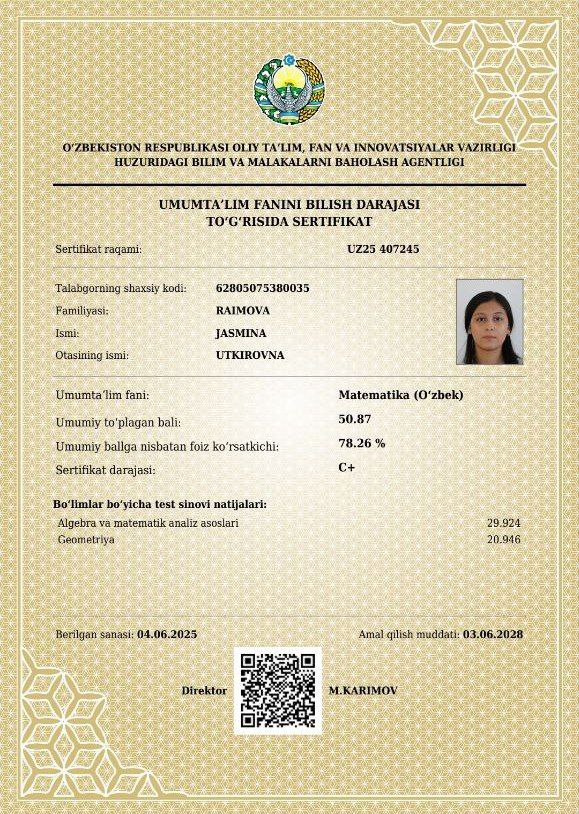 O‘ZBEKISTON RESPUBLIKASI OLIY TA’LIM, FAN VA INNOVATSIYALAR VAZIRLIGI
HUZURIDAGI BILIM VA MALAKALARNI BAHOLASH AGENTLIGI
UMUMTA’LIM FANINI BILISH DARAJASI
TO‘G‘RISIDA SERTIFIKAT
Sertifikat raqami: UZ25 407245
Talabgorning shaxsiy kodi: 62805075380035
Familiyasi: RAIMOVA
Ismi: JASMINA
Otasining ismi: UTKIROVNA
Umumta’lim fani: Matematika (O‘zbek)
Umumiy to‘plagan bali: 50.87
Umumiy ballga nisbatan foiz ko‘rsatkichi: 78.26 %
Sertifikat darajasi: C+
Bo‘limlar bo‘yicha test sinovi natijalari:
Algebra va matematik analiz asoslari 29.924
Geometriya 20.946
Berilgan sanasi: 04.06.2025 Amal qilish muddati: 03.06.2028
Direktor M.KARIMOV